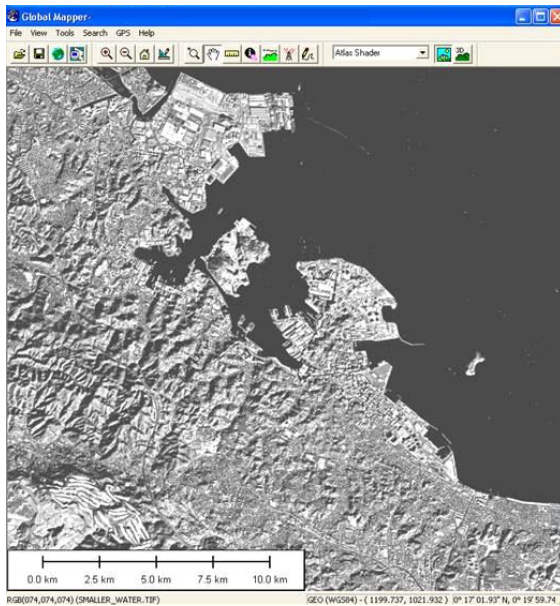 Global Mapper-
File View Tools Search GPS Help
Atlas Shader
3D
0.0 km 2.5 km 5.0 km 7.5 km 10.0 km
RGB(074,074,074) (SMALLER_WATER.TIF) GEO (WGS84) - ( 1199.737, 1021.932 ) 0° 17' 01.93" N, 0° 19' 59.74